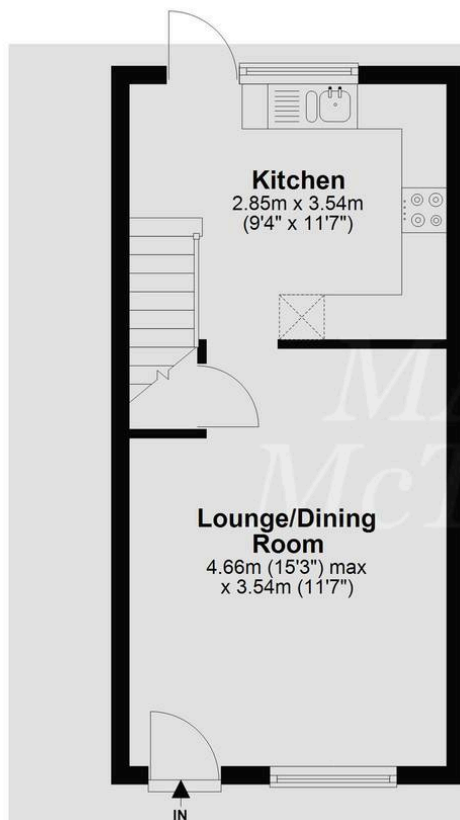 Kitchen
2.85m x 3.54m
(9'4" x 11'7")
Lounge/Dining
Room
4.66m (15'3") max
x 3.54m (11'7")
IN